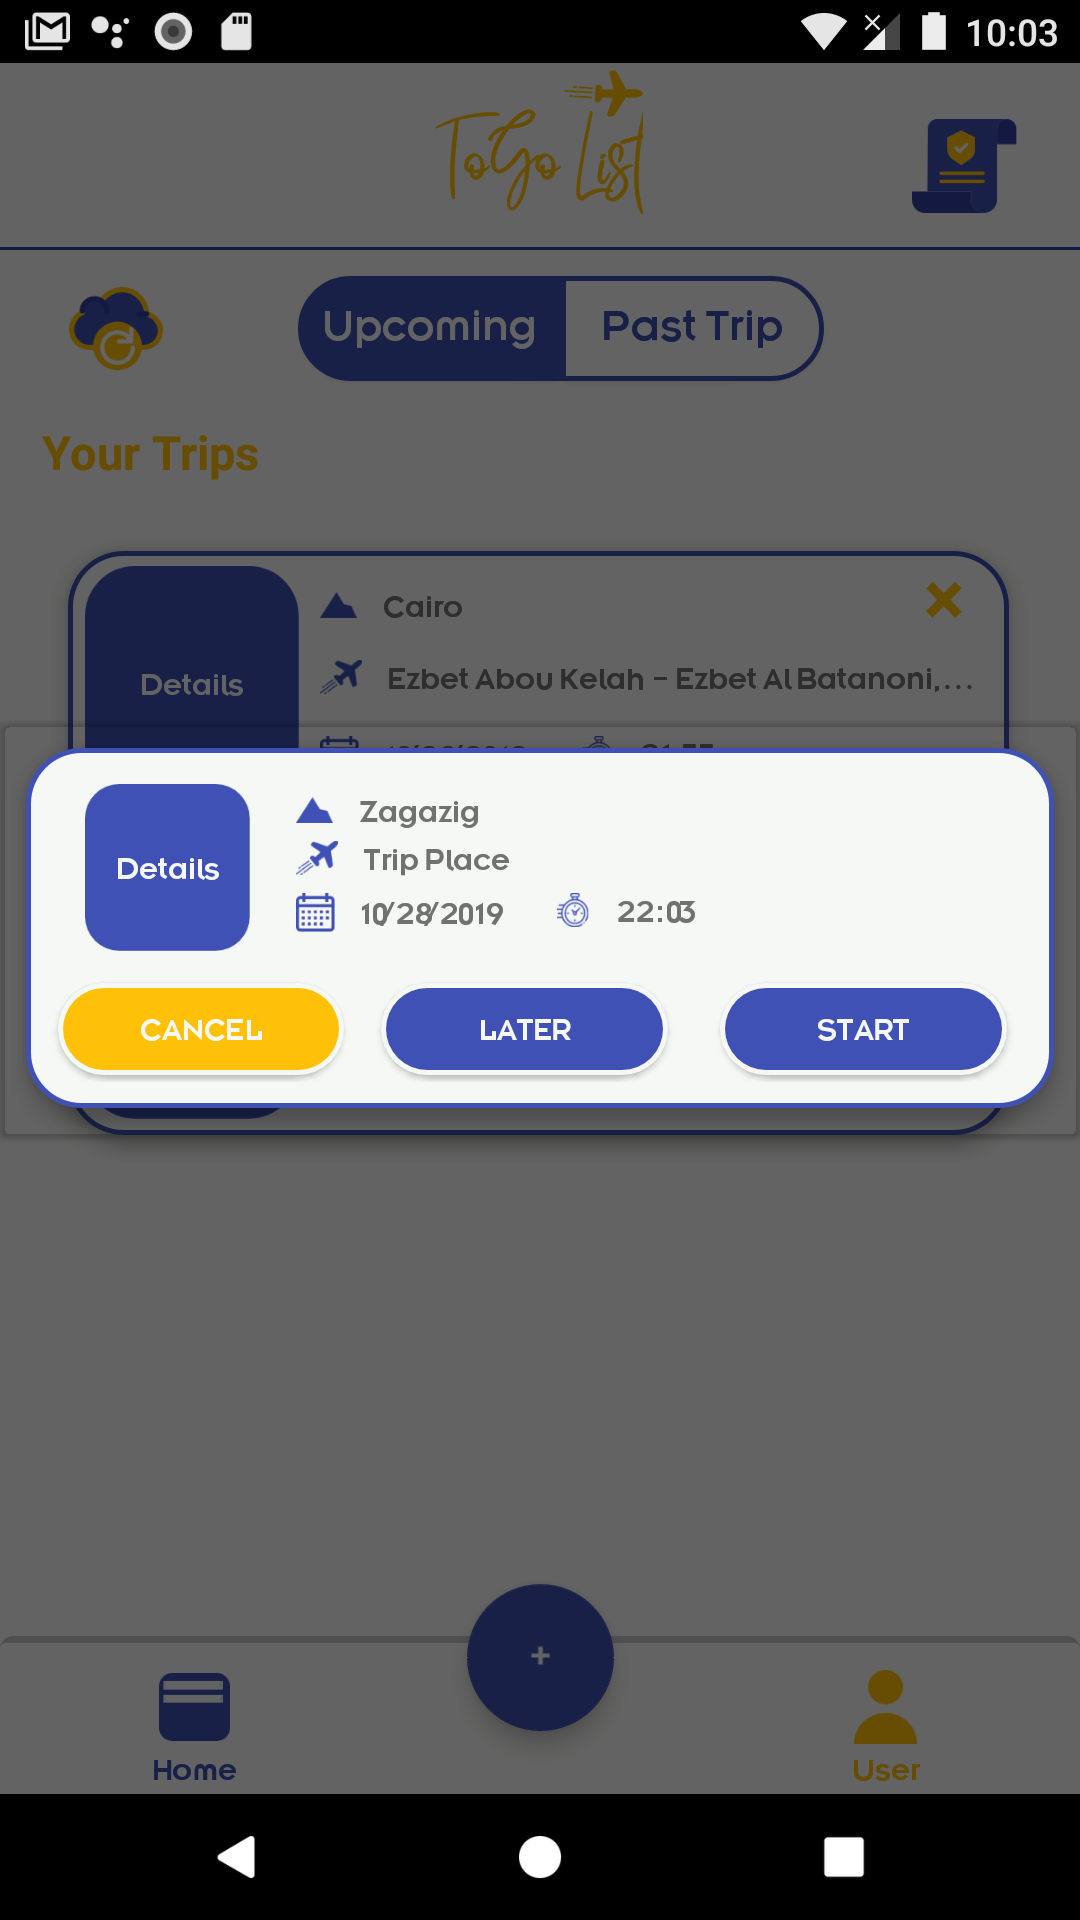 10:03
ToGo List
Upcoming
Past Trip
Your Trips
Cairo
Details
Ezbet Abou Kelah - Ezbet Al Batanoni,...
Zagazig
Details
Trip Place
10/28/2019
22:03
CANCEL
LATER
START
+
Home
User